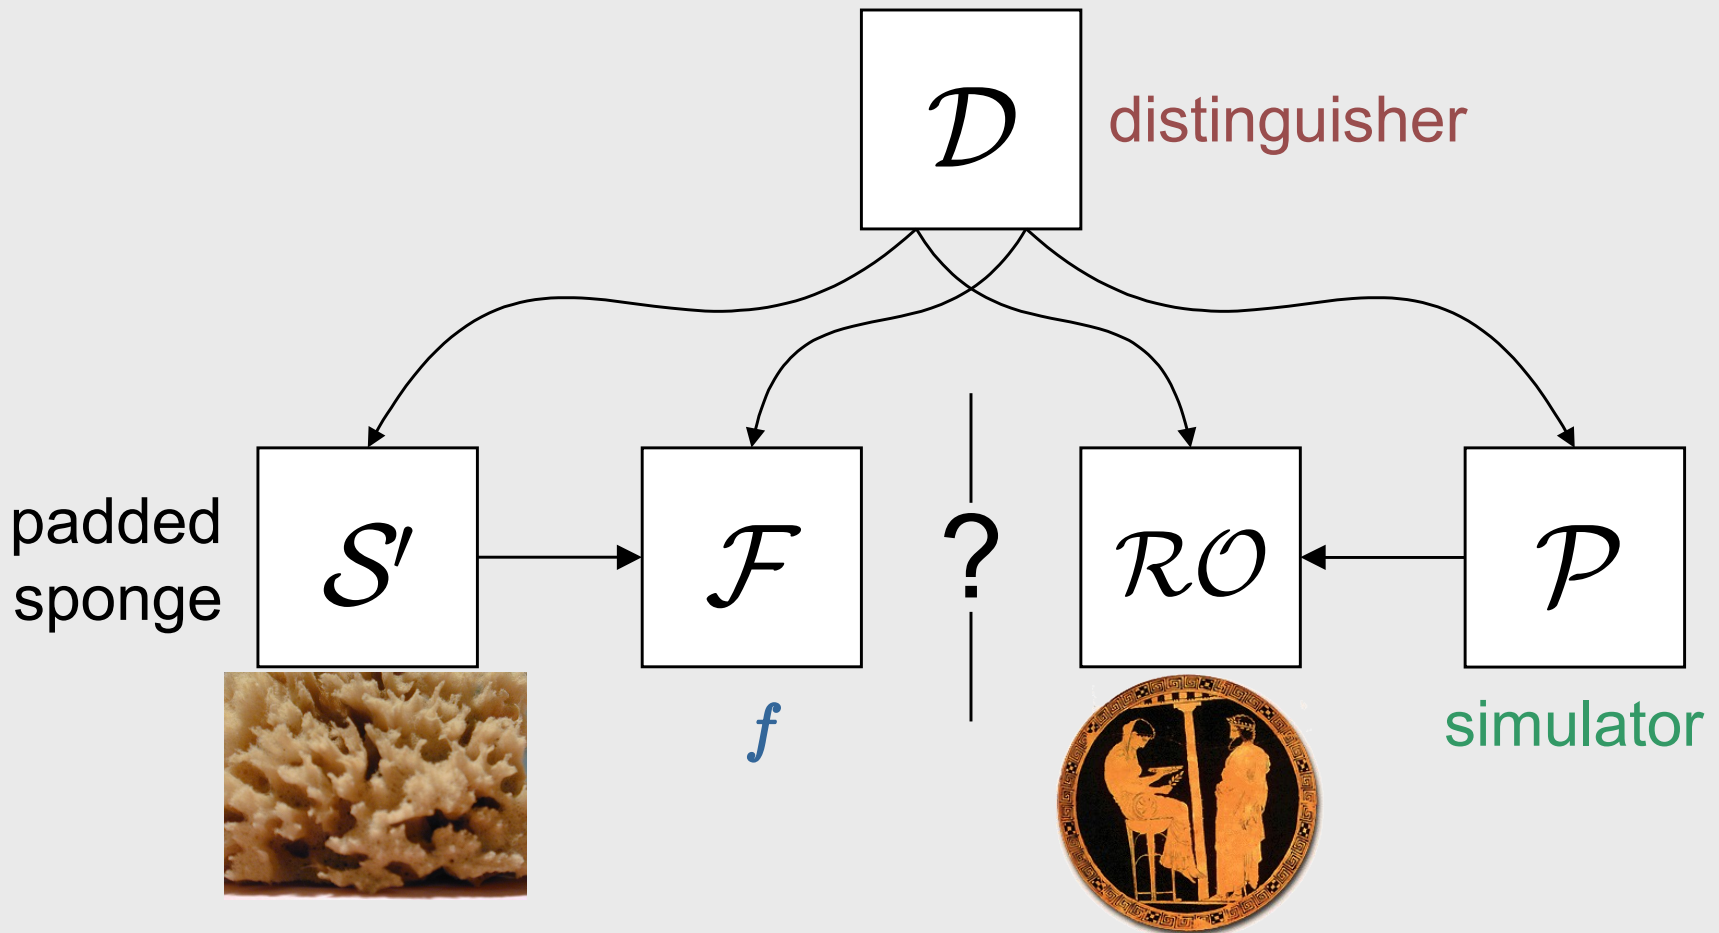 𝒟
distinguisher
padded
sponge
𝒮′
ℱ
?
ℛ𝒪
𝒫
f
simulator